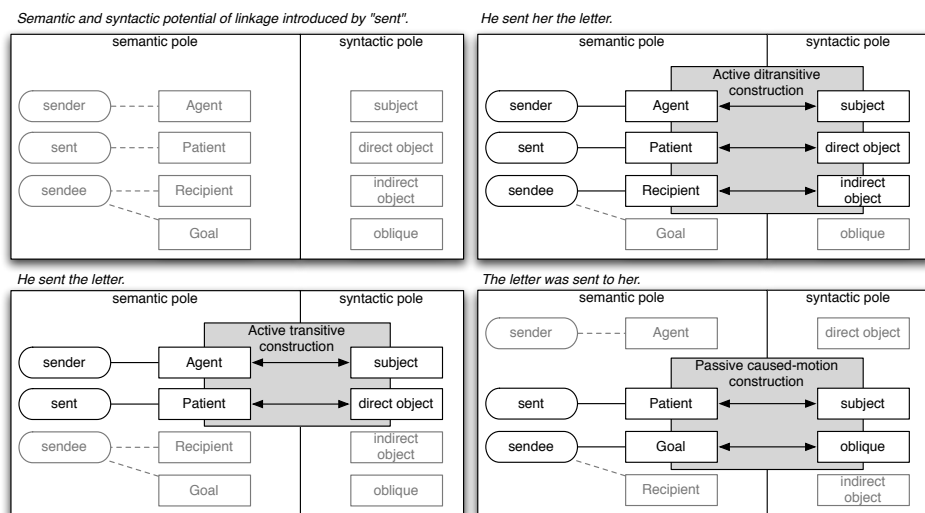 Semantic and syntactic potential of linkage introduced by "sent".
semantic pole
syntactic pole
sender
Agent
subject
sent
Patient
direct object
sendee
Recipient
indirect
object
Goal
oblique
He sent her the letter.
semantic pole
syntactic pole
Active ditransitive
construction
sender
Agent
subject
sent
Patient
direct object
sendee
Recipient
indirect
object
Goal
oblique
He sent the letter.
semantic pole
syntactic pole
Active transitive
construction
sender
Agent
subject
sent
Patient
direct object
sendee
Recipient
indirect
object
Goal
oblique
The letter was sent to her.
semantic pole
syntactic pole
sender
Agent
direct object
Passive caused-motion
construction
sent
Patient
subject
sendee
Goal
oblique
Recipient
indirect
object